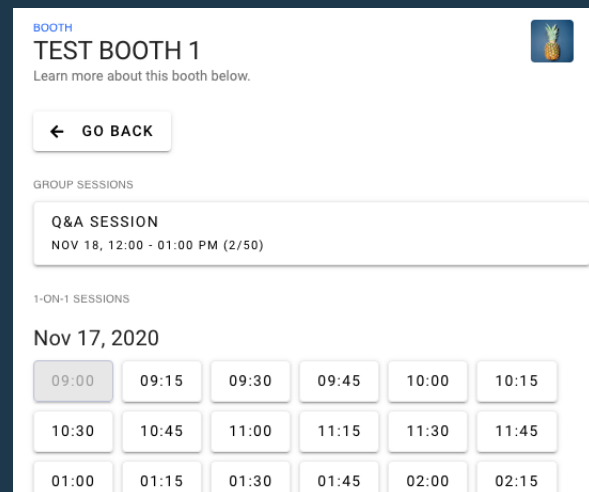 BOOTH
TEST BOOTH 1
Learn more about this booth below.
← GO BACK
GROUP SESSIONS
Q&A SESSION
NOV 18, 12:00 - 01:00 PM (2/50)
1-ON-1 SESSIONS
Nov 17, 2020
09:00 09:15 09:30 09:45 10:00 10:15
10:30 10:45 11:00 11:15 11:30 11:45
01:00 01:15 01:30 01:45 02:00 02:15